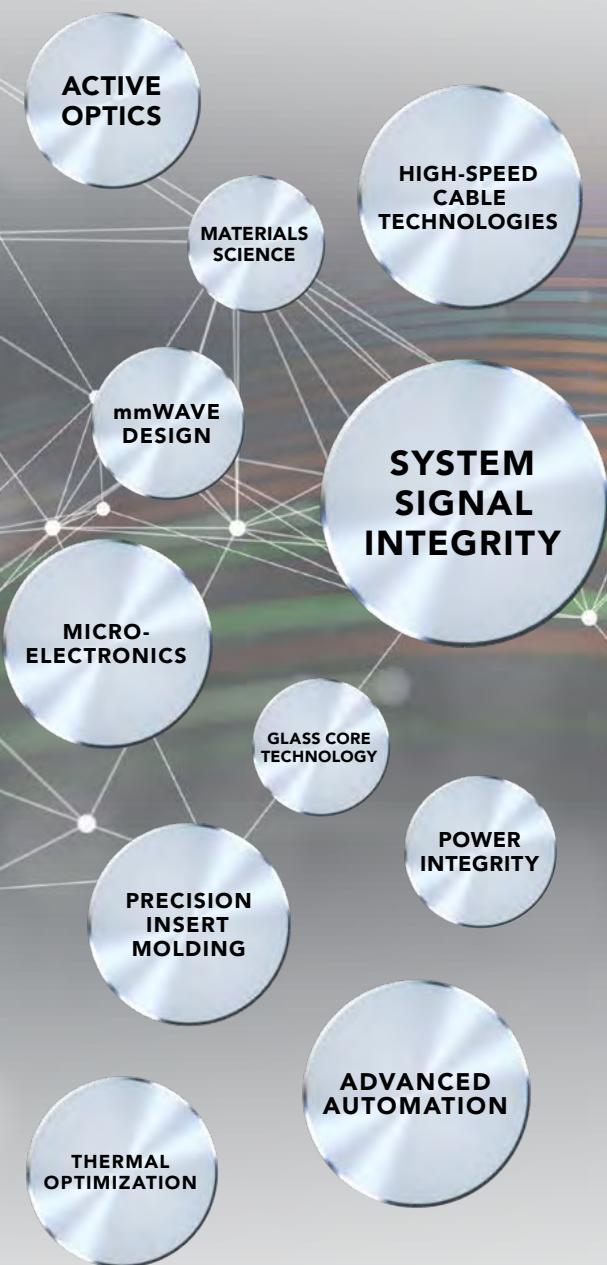 ACTIVE
OPTICS
HIGH-SPEED
CABLE
TECHNOLOGIES
MATERIALS
SCIENCE
mmWAVE
DESIGN
SYSTEM
SIGNAL
INTEGRITY
MICRO-
ELECTRONICS
GLASS CORE
TECHNOLOGY
POWER
INTEGRITY
PRECISION
INSERT
MOLDING
ADVANCED
AUTOMATION
THERMAL
OPTIMIZATION